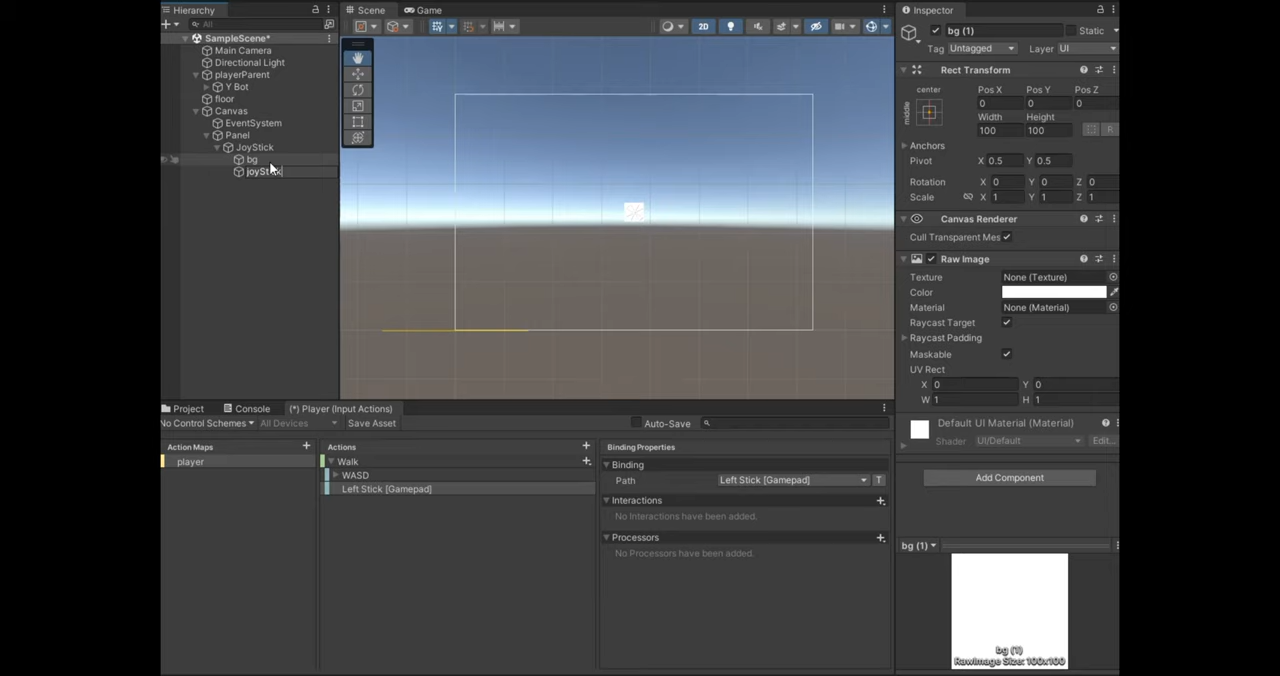 Hierarchy
All
SampleScene*
Main Camera
Directional Light
playerParent
Y Bot
floor
Canvas
EventSystem
Panel
JoyStick
bg
joyStick
Scene
Game
2D
Inspector
bg (1)
Static
Tag Untagged Layer UI
Rect Transform
center
middle
Pos X Pos Y Pos Z
0 0 0
Width Height
100 100
R
Anchors
Pivot X 0.5 Y 0.5
Rotation X 0 Y 0 Z 0
Scale X 1 Y 1 Z 1
Canvas Renderer
Cull Transparent Mes
Raw Image
Texture None (Texture)
Color
Material None (Material)
Raycast Target
Raycast Padding
Maskable
UV Rect
X 0 Y 0
W 1 H 1
Default UI Material (Material)
Shader UI/Default Edit...
Add Component
bg (1)
bg (1)
RawImage Size: 100x100
Project
Console
(*) Player (Input Actions)
No Control Schemes All Devices Save Asset Auto-Save
Action Maps +
player
Actions +
Walk
WASD
Left Stick [Gamepad]
Binding Properties
Binding
Path Left Stick [Gamepad] T
Interactions
No Interactions have been added.
Processors
No Processors have been added.